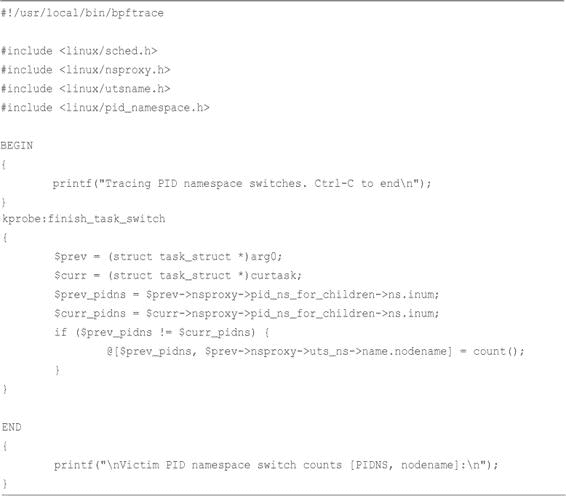 #!/usr/local/bin/bpftrace

#include <linux/sched.h>
#include <linux/nsproxy.h>
#include <linux/utsname.h>
#include <linux/pid_namespace.h>

BEGIN
{
        printf("Tracing PID namespace switches. Ctrl-C to end\n");
}
kprobe:finish_task_switch
{
        $prev = (struct task_struct *)arg0;
        $curr = (struct task_struct *)curtask;
        $prev_pidns = $prev->nsproxy->pid_ns_for_children->ns.inum;
        $curr_pidns = $curr->nsproxy->pid_ns_for_children->ns.inum;
        if ($prev_pidns != $curr_pidns) {
                @[$prev_pidns, $prev->nsproxy->uts_ns->name.nodename] = count();
        }
}

END
{
        printf("\nVictim PID namespace switch counts [PIDNS, nodename]:\n");
}